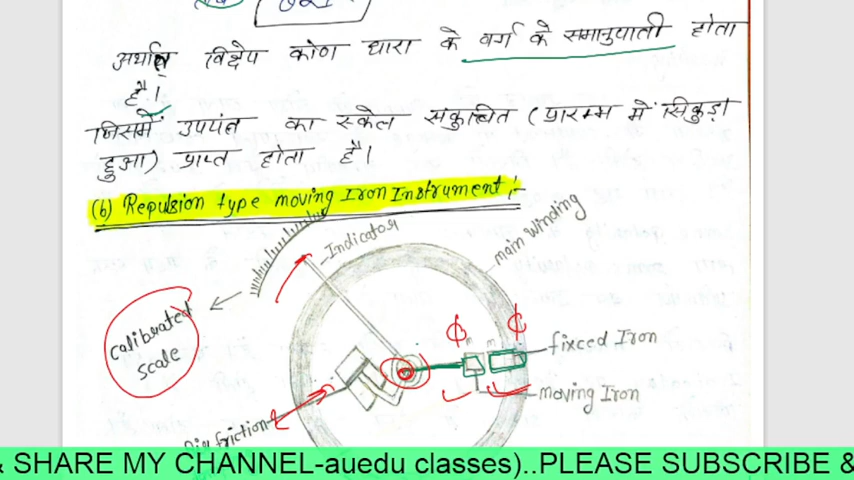 अर्थात् विक्षेप कोण धारा के वर्ग के समानुपाती होता
है।
जिसमें उपयंत्र का स्केल संकुचित (प्रारम्भ में सिकुड़ा
हुआ) प्राप्त होता है।
(b) Repulsion type moving Iron Instrument :-
Indicator
main winding
calibrated
scale
ϕ ϕ
m m
fixced Iron
moving Iron
friction
& SHARE MY CHANNEL-auedu classes)..PLEASE SUBSCRIBE &